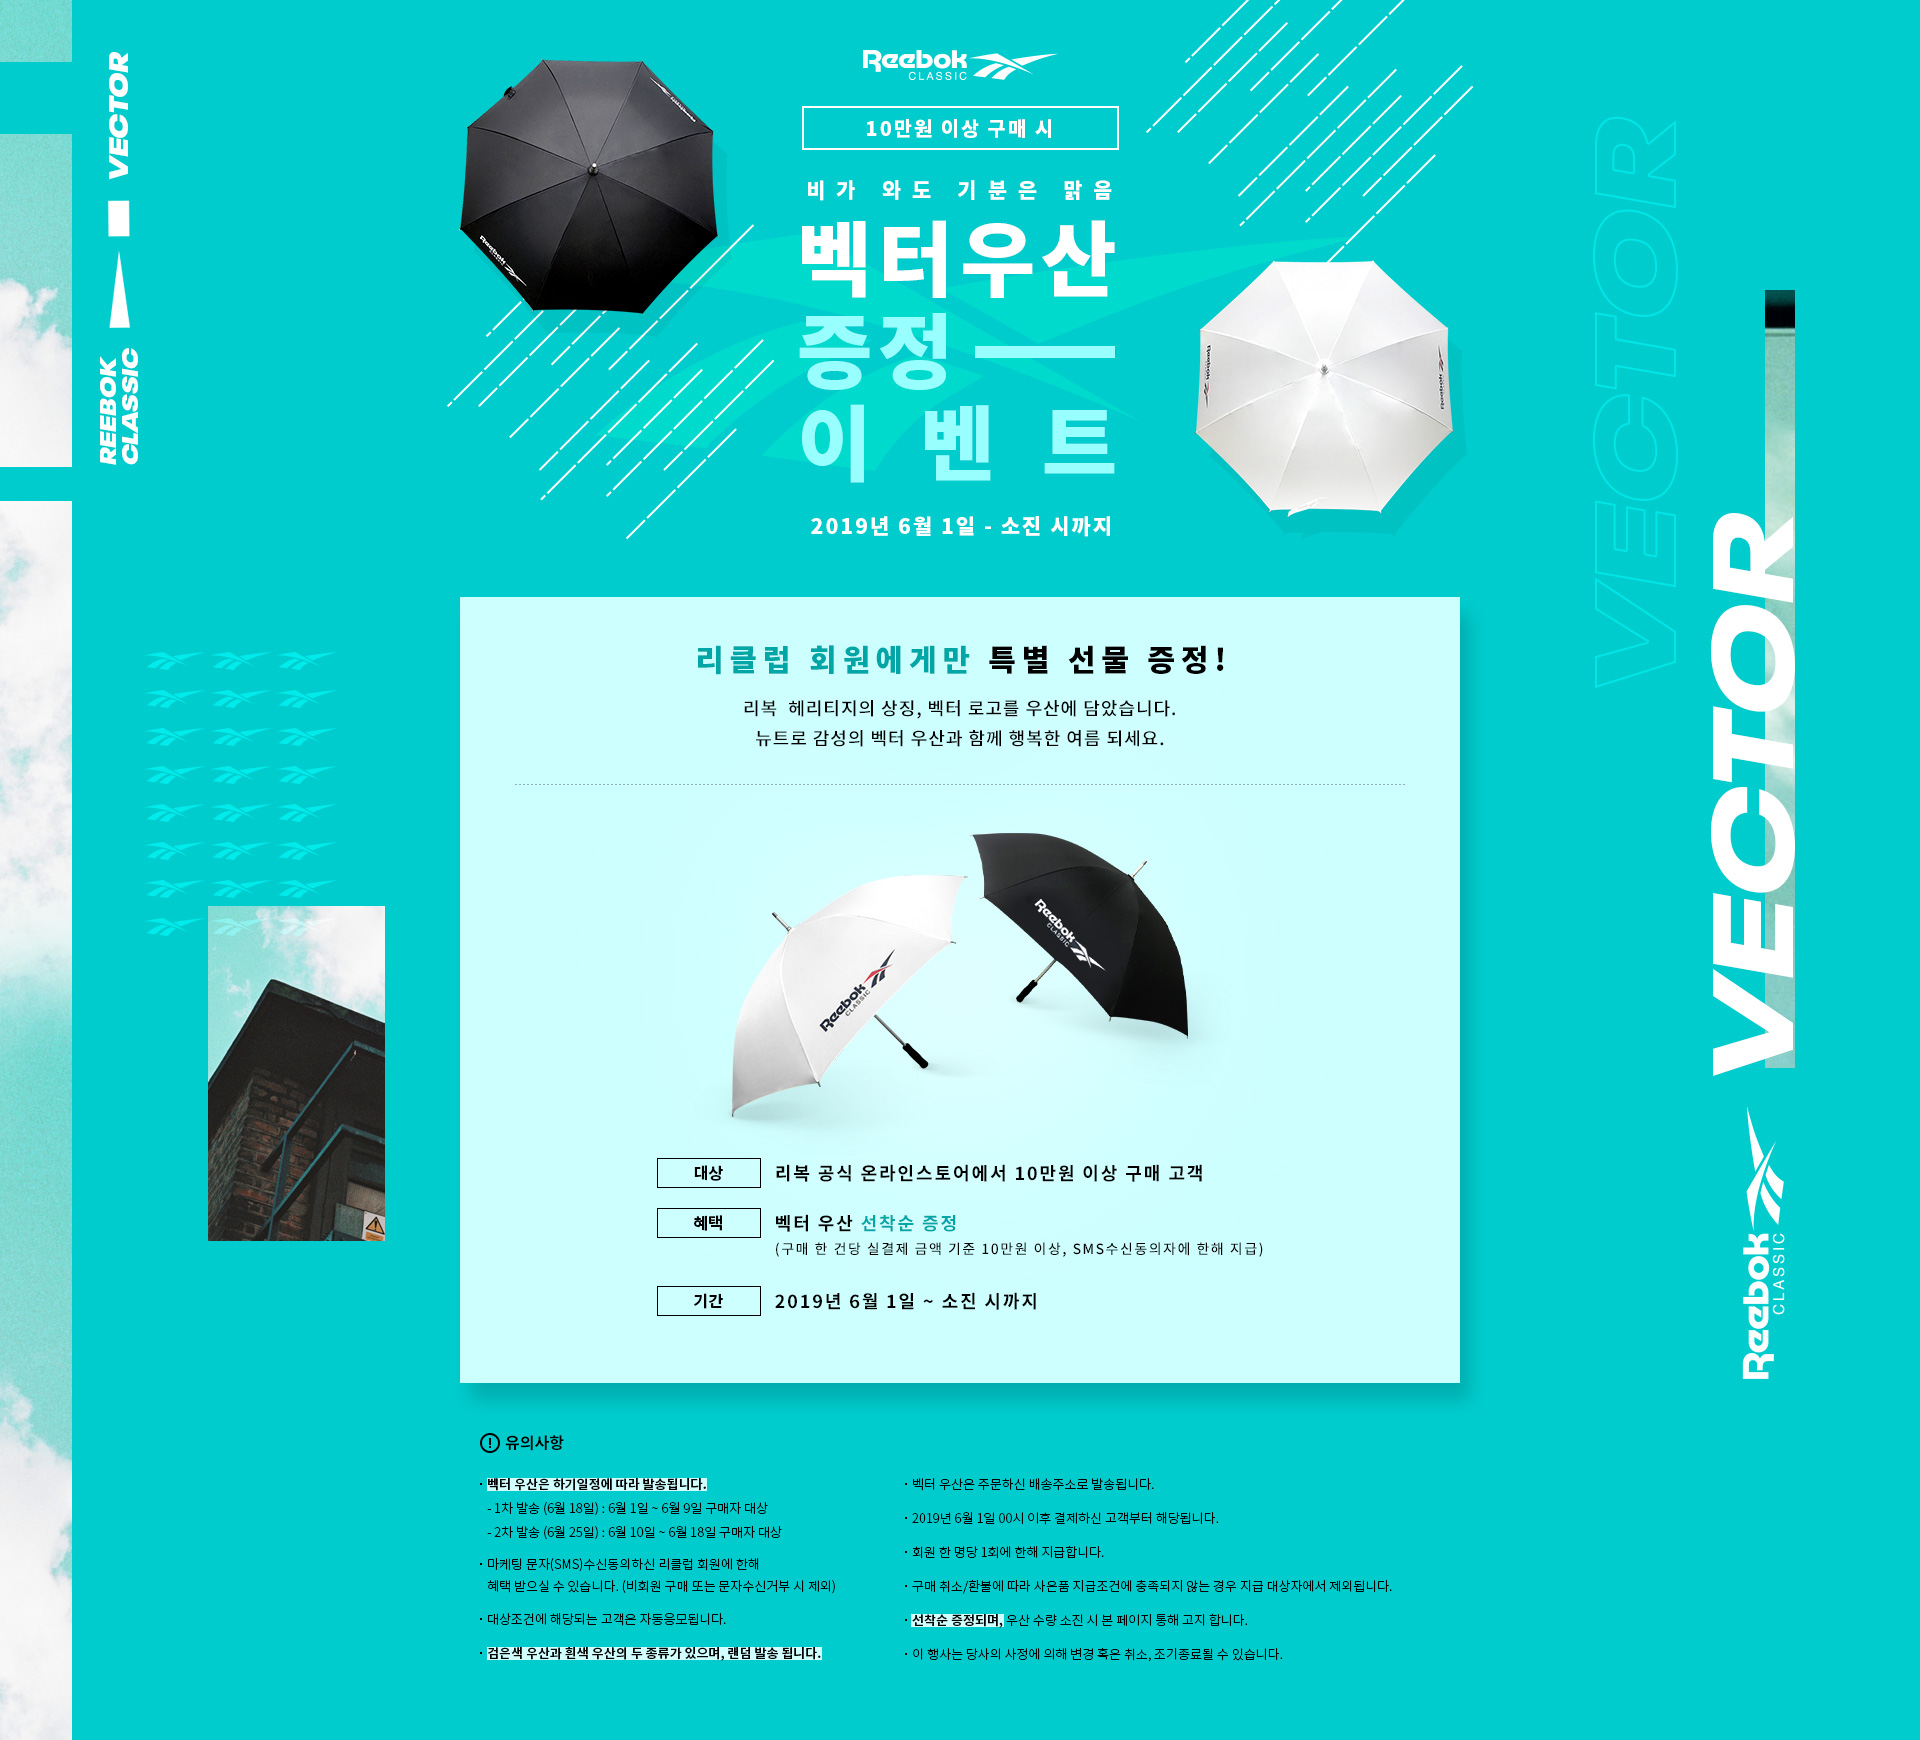 VECTOR
REEBOK
CLASSIC
Reebok
CLASSIC
10만원 이상 구매 시
비가 와도 기분은 맑음
벡터우산
증정
이벤트
2019년 6월 1일 - 소진 시까지
Reebok
CLASSIC
Reebok
Reebok
VECTOR
VECTOR
Reebok
CLASSIC
리클럽 회원에게만 특별 선물 증정!
리복 헤리티지의 상징, 벡터 로고를 우산에 담았습니다.
뉴트로 감성의 벡터 우산과 함께 행복한 여름 되세요.
Reebok
CLASSIC
Reebok
CLASSIC
대상 리복 공식 온라인스토어에서 10만원 이상 구매 고객
혜택 벡터 우산 선착순 증정
(구매 한 건당 실결제 금액 기준 10만원 이상, SMS수신동의자에 한해 지급)
기간 2019년 6월 1일 ~ 소진 시까지
! 유의사항
· 벡터 우산은 하기일정에 따라 발송됩니다.
- 1차 발송 (6월 18일) : 6월 1일 ~ 6월 9일 구매자 대상
- 2차 발송 (6월 25일) : 6월 10일 ~ 6월 18일 구매자 대상
· 마케팅 문자(SMS)수신동의하신 리클럽 회원에 한해
혜택 받으실 수 있습니다. (비회원 구매 또는 문자수신거부 시 제외)
· 대상조건에 해당되는 고객은 자동응모됩니다.
· 검은색 우산과 흰색 우산의 두 종류가 있으며, 랜덤 발송 됩니다.
· 벡터 우산은 주문하신 배송주소로 발송됩니다.
· 2019년 6월 1일 00시 이후 결제하신 고객부터 해당됩니다.
· 회원 한 명당 1회에 한해 지급합니다.
· 구매 취소/환불에 따라 사은품 지급조건에 충족되지 않는 경우 지급 대상자에서 제외됩니다.
· 선착순 증정되며, 우산 수량 소진 시 본 페이지 통해 고지 합니다.
· 이 행사는 당사의 사정에 의해 변경 혹은 취소, 조기종료될 수 있습니다.